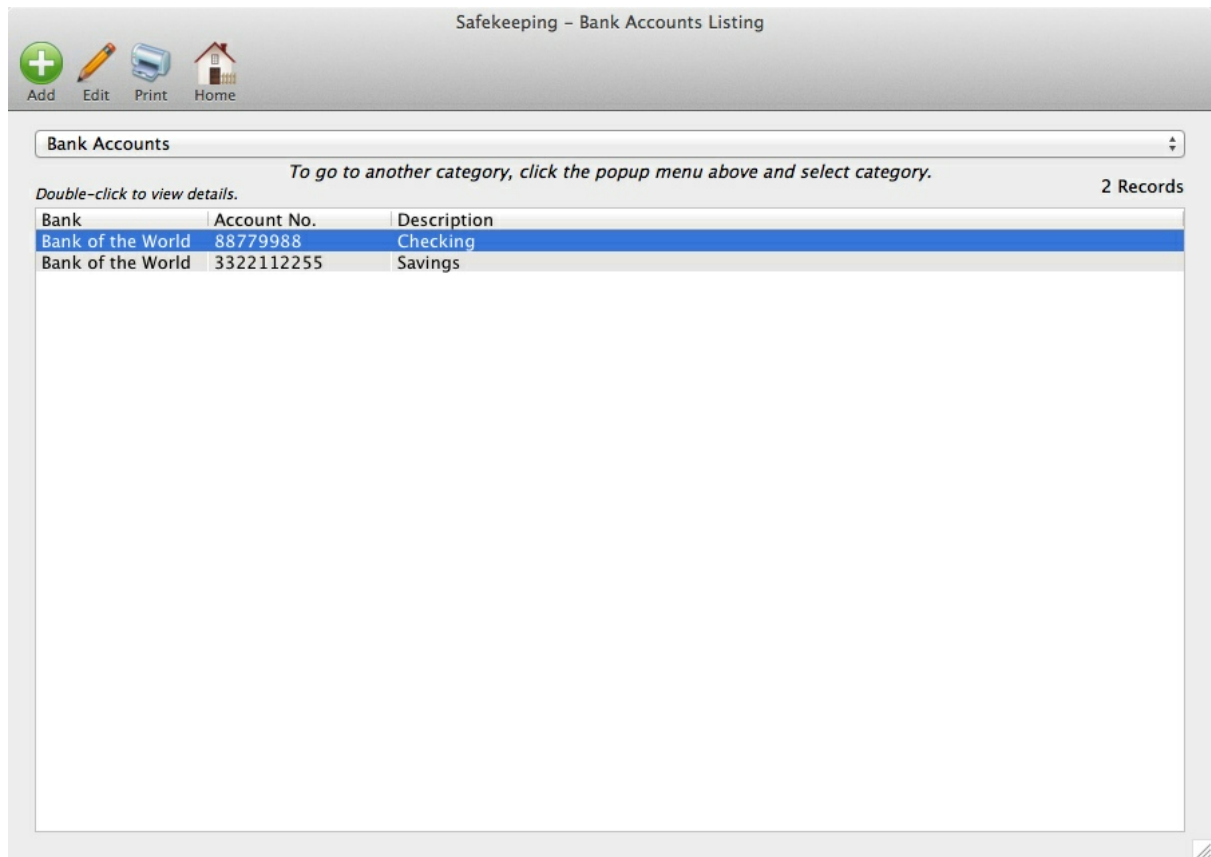 Safekeeping – Bank Accounts Listing
Add Edit Print Home
Bank Accounts
To go to another category, click the popup menu above and select category.
Double-click to view details.
2 Records
Bank Account No. Description
Bank of the World 88779988 Checking
Bank of the World 3322112255 Savings